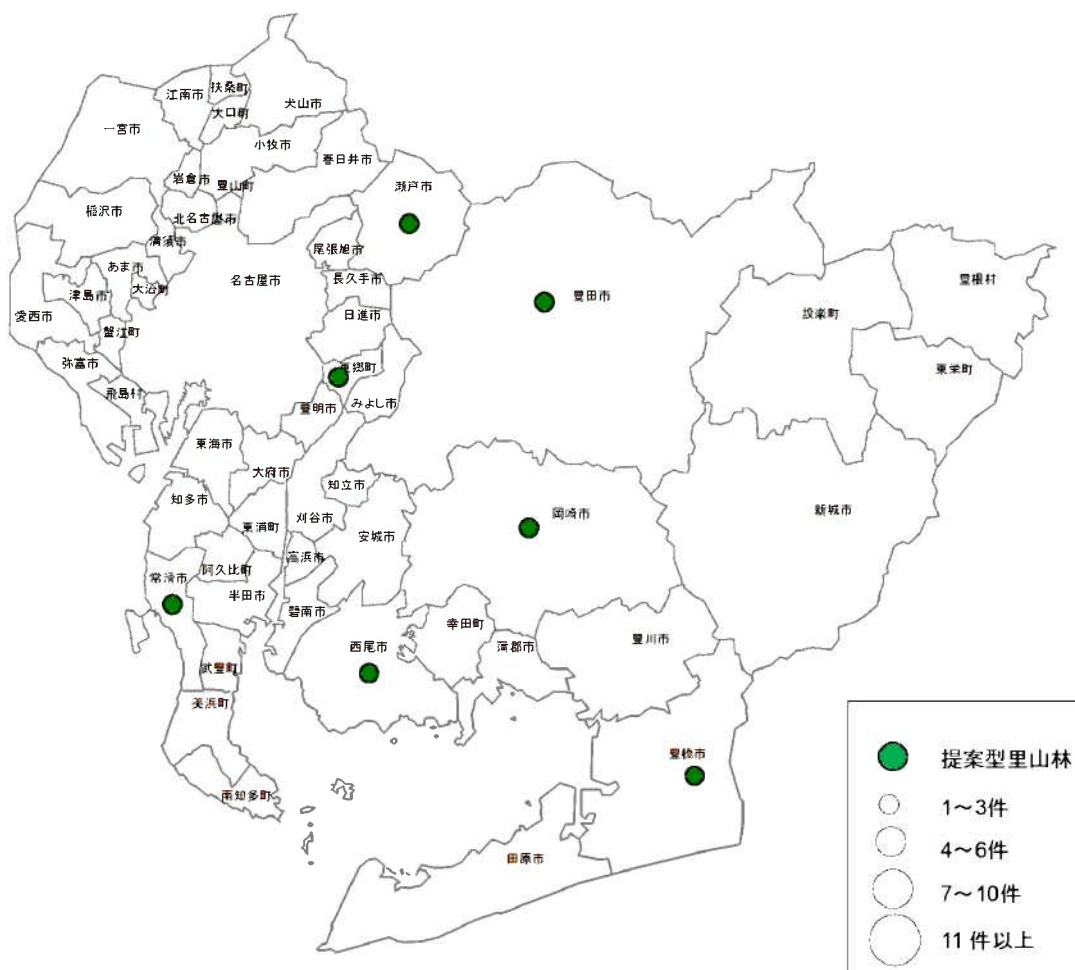 扶桑町
江南市
犬山市
大口町
一宮市
小牧市
春日井市
岩倉市
豊山町
瀬戸市
稲沢市
北名古屋市
清須市
尾張旭市
あま市
名古屋市
長久手市
津島市
大治町
豊田市
豊根村
愛西市
日進市
設楽町
蟹江町
弥富市
東郷町
東栄町
飛島村
豊明市
みよし市
東海市
大府市
知多市
知立市
岡崎市
新城市
東浦町
刈谷市
安城市
高浜市
阿久比町
常滑市
半田市
碧南市
幸田町
西尾市
蒲郡市
豊川市
武豊町
美浜町
豊橋市
南知多町
田原市
提案型里山林
1～3件
4～6件
7～10件
11件以上